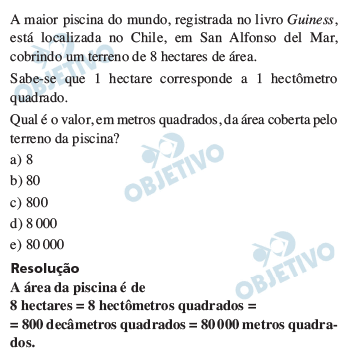 A maior piscina do mundo, registrada no livro Guiness,
está localizada no Chile, em San Alfonso del Mar,
cobrindo um terreno de 8 hectares de área.
Sabe-se que 1 hectare corresponde a 1 hectômetro
quadrado.
Qual é o valor, em metros quadrados, da área coberta pelo
terreno da piscina?
a) 8
b) 80
c) 800
d) 8 000
e) 80 000
Resolução
A área da piscina é de
8 hectares = 8 hectômetros quadrados =
= 800 decâmetros quadrados = 80 000 metros quadra-
dos.
OBJETIVO
OBJETIVO
OBJETIVO